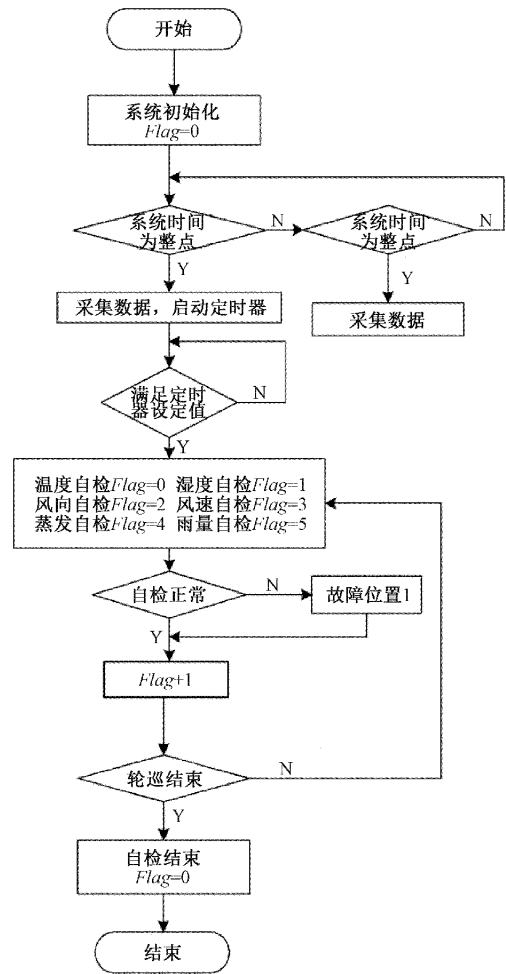 开始
系统初始化
Flag=0
系统时间
为整点
N
系统时间
为整点
N
Y
Y
采集数据，启动定时器
采集数据
满足定时
器设定值
N
Y
温度自检Flag=0 湿度自检Flag=1
风向自检Flag=2 风速自检Flag=3
蒸发自检Flag=4 雨量自检Flag=5
自检正常
N
故障位置1
Y
Flag+1
轮巡结束
N
Y
自检结束
Flag=0
结束